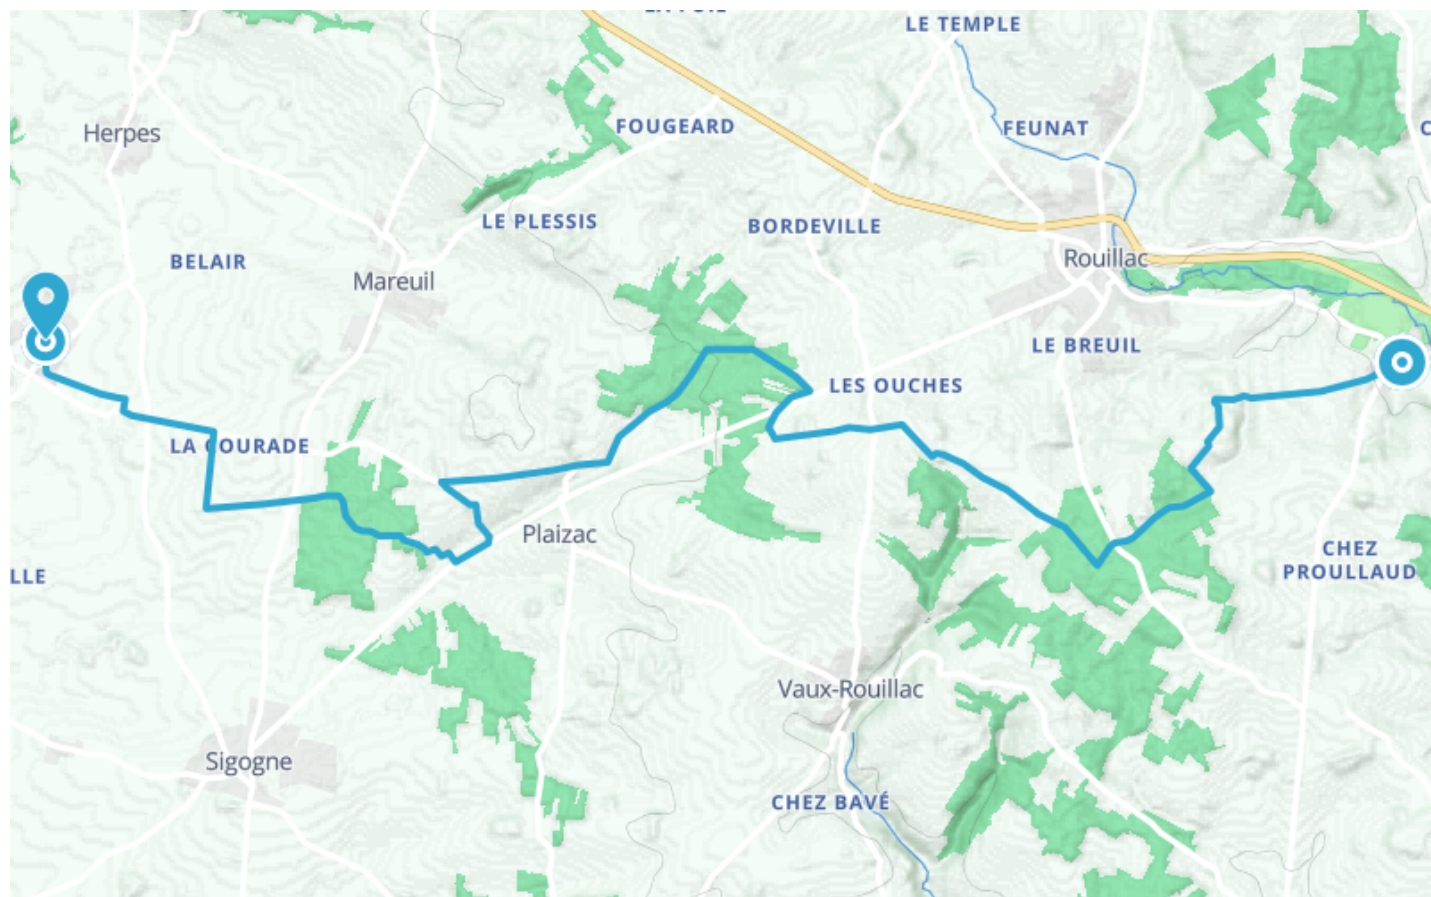 LE TEMPLE
Herpes
FOUGEARD
FEUNAT
LE PLESSIS
BORDEVILLE
BELAIR
Rouillac
Mareuil
LE BREUIL
LES OUCHES
LA COURADE
Plaizac
CHEZ
PROULLAUD
LLE
Vaux-Rouillac
Sigogne
CHEZ BAVÉ